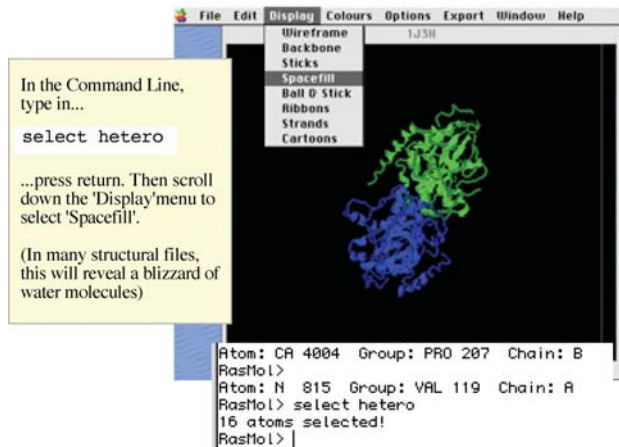 File Edit Display Colours Options Export Window Help
1J3H
Wireframe
Backbone
Sticks
Spacefill
Ball & Stick
Ribbons
Strands
Cartoons
In the Command Line,
type in...
select hetero
...press return. Then scroll
down the 'Display'menu to
select 'Spacefill'.
(In many structural files,
this will reveal a blizzard of
water molecules)
Atom: CA 4004 Group: PRO 207 Chain: B
RasMol>
Atom: N 815 Group: VAL 119 Chain: A
RasMol> select hetero
16 atoms selected!
RasMol>